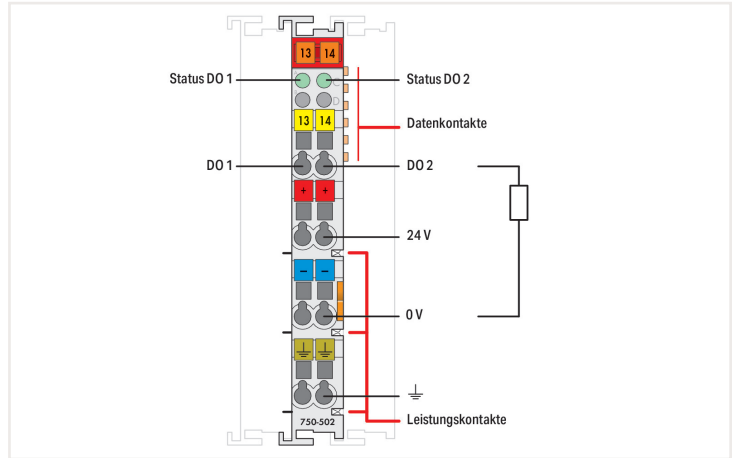 13 14
Status DO 1
Status DO 2
C
D
13 14
Datenkontakte
DO 1
DO 2
+ +
24 V
– –
0 V
750-502
Leistungskontakte